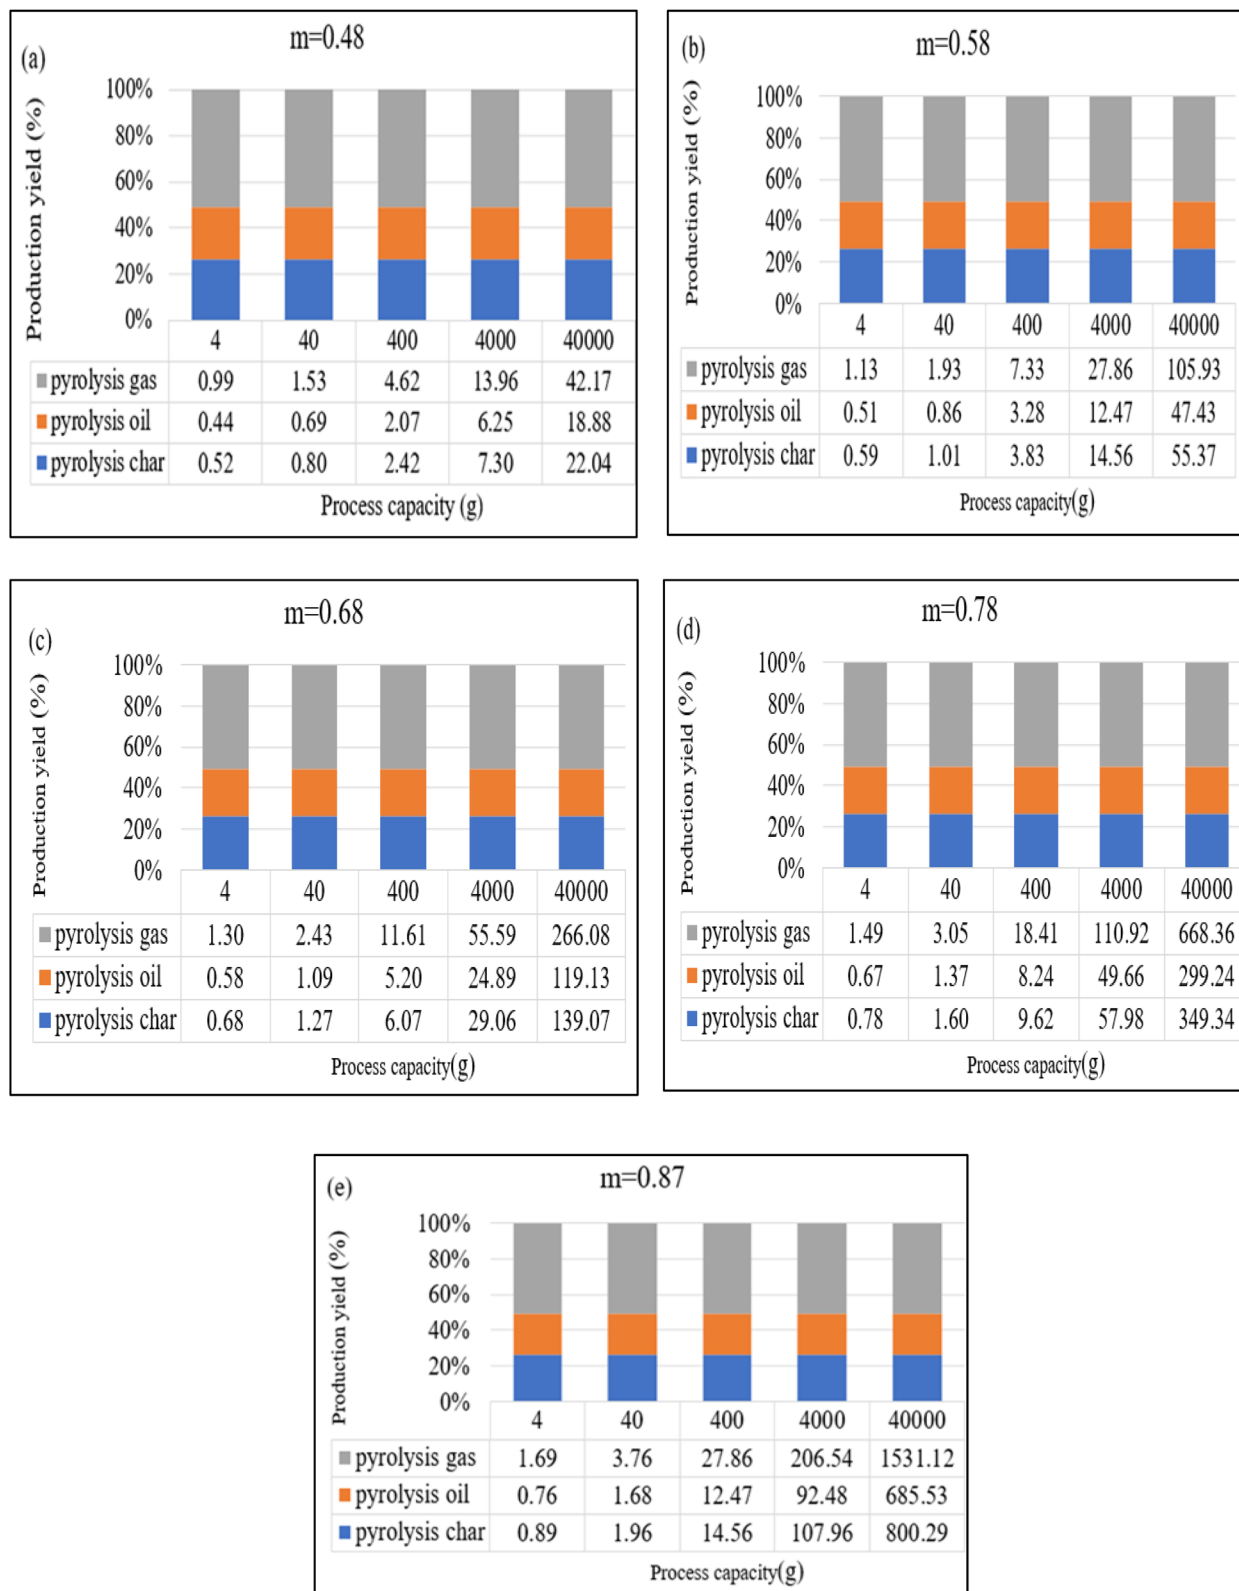 (a)
m=0.48
Production yield (%)
100%
80%
60%
40%
20%
0%
4 40 400 4000 40000
pyrolysis gas 0.99 1.53 4.62 13.96 42.17
pyrolysis oil 0.44 0.69 2.07 6.25 18.88
pyrolysis char 0.52 0.80 2.42 7.30 22.04
Process capacity (g)
(b)
m=0.58
Production yield (%)
100%
80%
60%
40%
20%
0%
4 40 400 4000 40000
pyrolysis gas 1.13 1.93 7.33 27.86 105.93
pyrolysis oil 0.51 0.86 3.28 12.47 47.43
pyrolysis char 0.59 1.01 3.83 14.56 55.37
Process capacity(g)
(c)
m=0.68
Production yield (%)
100%
80%
60%
40%
20%
0%
4 40 400 4000 40000
pyrolysis gas 1.30 2.43 11.61 55.59 266.08
pyrolysis oil 0.58 1.09 5.20 24.89 119.13
pyrolysis char 0.68 1.27 6.07 29.06 139.07
Process capacity(g)
(d)
m=0.78
Production yield (%)
100%
80%
60%
40%
20%
0%
4 40 400 4000 40000
pyrolysis gas 1.49 3.05 18.41 110.92 668.36
pyrolysis oil 0.67 1.37 8.24 49.66 299.24
pyrolysis char 0.78 1.60 9.62 57.98 349.34
Process capacity(g)
(e)
m=0.87
Production yield (%)
100%
80%
60%
40%
20%
0%
4 40 400 4000 40000
pyrolysis gas 1.69 3.76 27.86 206.54 1531.12
pyrolysis oil 0.76 1.68 12.47 92.48 685.53
pyrolysis char 0.89 1.96 14.56 107.96 800.29
Process capacity(g)